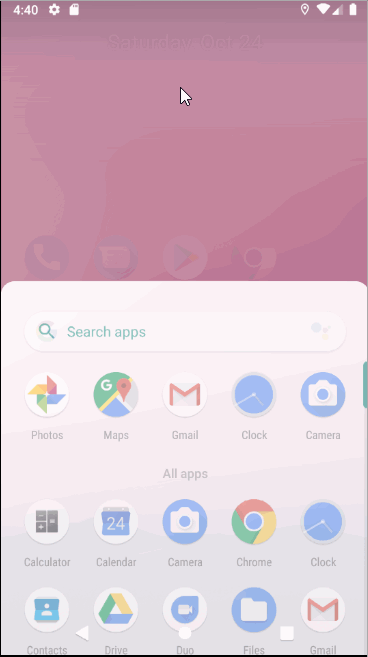 4:40
Saturday, Oct 24
G
Search apps
Photos Maps Gmail Clock Camera
All apps
24
Calculator Calendar Camera Chrome Clock
Contacts Drive Duo Files Gmail